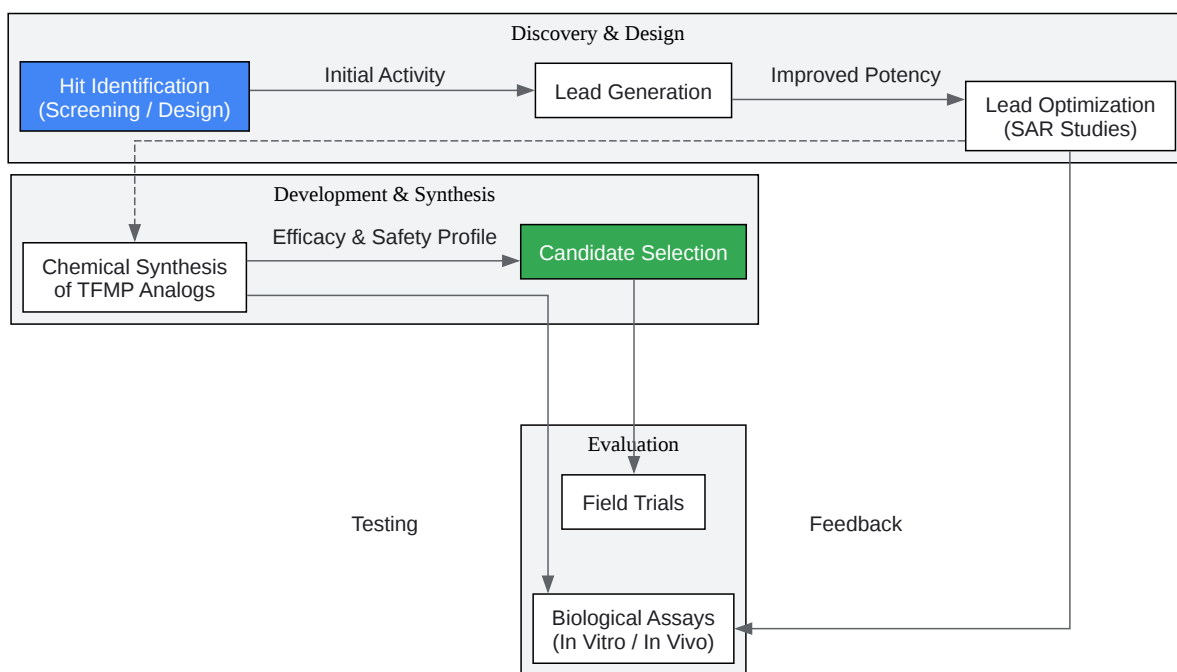 Discovery & Design
Hit Identification
(Screening / Design)
Initial Activity
Lead Generation
Improved Potency
Lead Optimization
(SAR Studies)
Development & Synthesis
Chemical Synthesis
of TFMP Analogs
Efficacy & Safety Profile
Candidate Selection
Evaluation
Field Trials
Testing
Feedback
Biological Assays
(In Vitro / In Vivo)